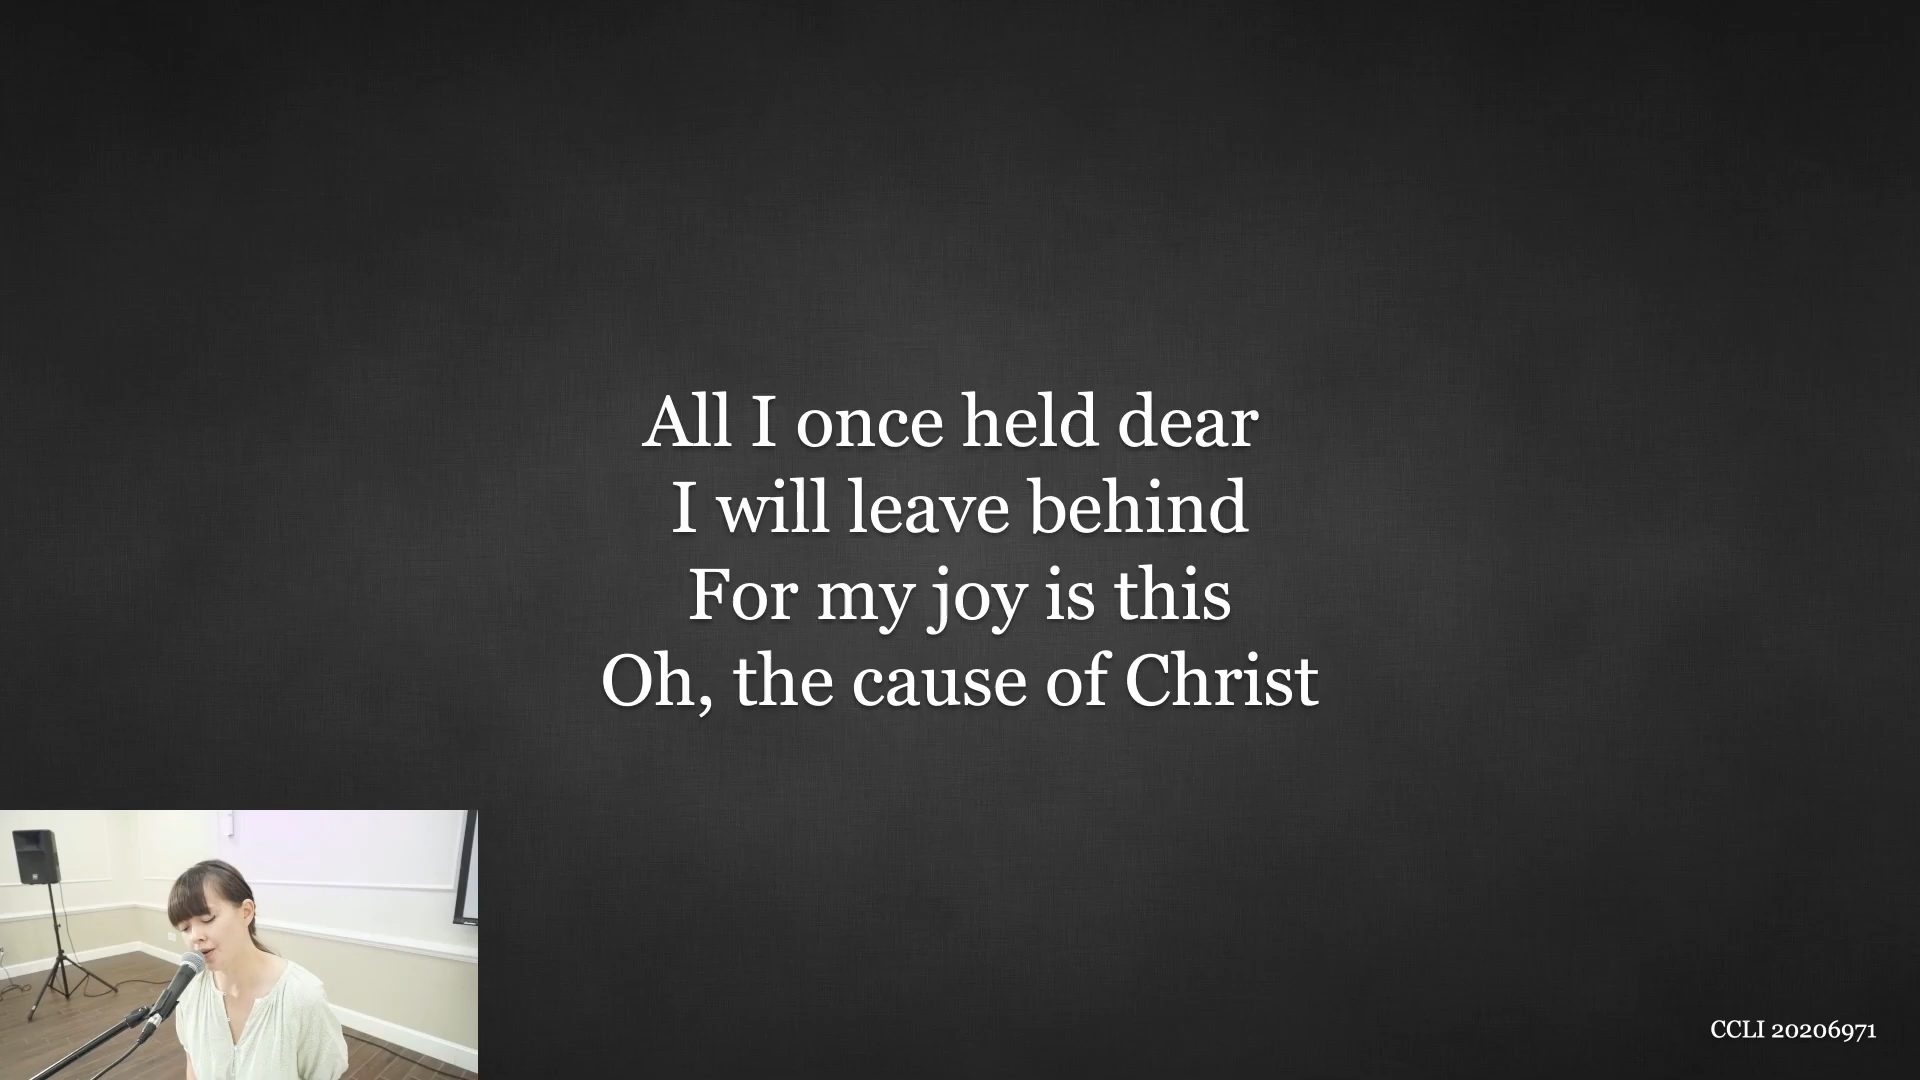 All I once held dear
I will leave behind
For my joy is this
Oh, the cause of Christ
CCLI 20206971